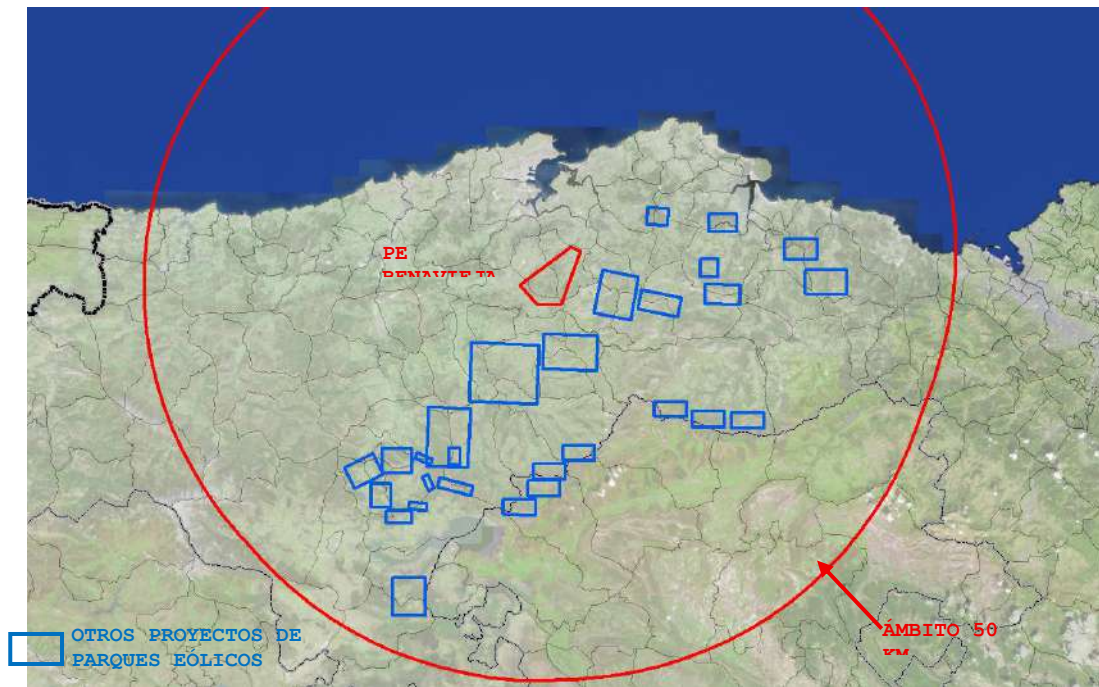 PE
BENAVIEJA
ÁMBITO 50
KM
OTROS PROYECTOS DE
PARQUES EÓLICOS